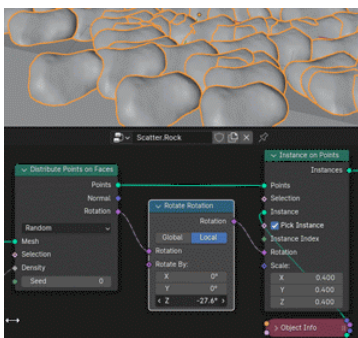 Scatter.Rock
Distribute Points on Faces
Points
Normal
Rotation
Random
Mesh
Selection
Density
Seed 0
Rotate Rotation
Rotation
Global Local
Rotation
Rotate By:
X 0°
Y 0°
Z -27.6°
Instance on Points
Instances
Points
Selection
Instance
Pick Instance
Instance Index
Rotation
Scale:
X 0.400
Y 0.400
Z 0.400
Object Info